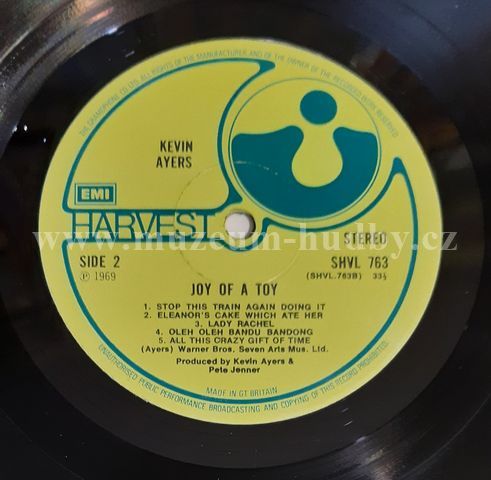 THE GRAMOPHONE CO. LTD. ALL RIGHTS OF THE MANUFACTURER AND OF THE OWNER OF THE RECORDED WORK RESERVED
KEVIN
AYERS
EMI
HARVEST
www.muzeum-hudby.cz
STEREO
SIDE 2
℗ 1969
SHVL 763
(SHVL.763B) 33⅓
JOY OF A TOY
1. STOP THIS TRAIN AGAIN DOING IT
2. ELEANOR'S CAKE WHICH ATE HER
3. LADY RACHEL
4. OLEH OLEH BANDU BANDONG
5. ALL THIS CRAZY GIFT OF TIME
(Ayers) Warner Bros. Seven Arts Mus. Ltd.
Produced by Kevin Ayers &
Pete Jenner
MADE IN GT BRITAIN
UNAUTHORISED PUBLIC PERFORMANCE BROADCASTING AND COPYING OF THIS RECORD PROHIBITED.